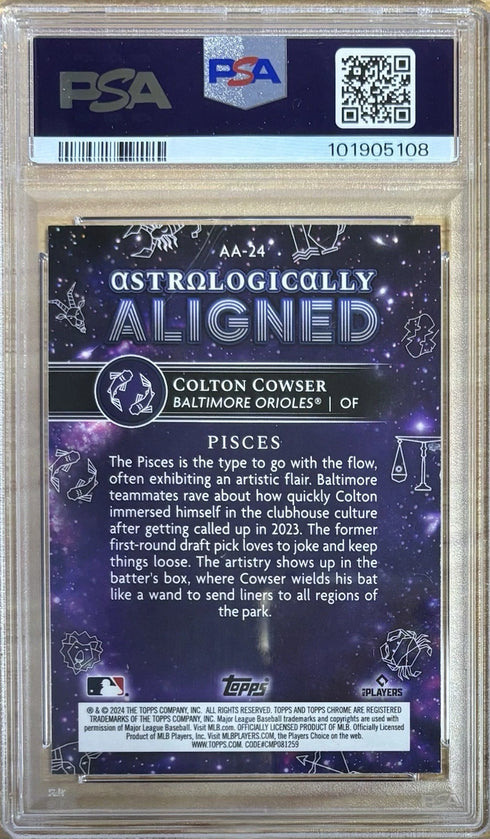 PSA
PSA
101905108
AA-24
αSTRΩLOGICαLLY
ALIGNED
COLTON COWSER
BALTIMORE ORIOLES® | OF
PISCES
The Pisces is the type to go with the flow,
often exhibiting an artistic flair. Baltimore
teammates rave about how quickly Colton
immersed himself in the clubhouse culture
after getting called up in 2023. The former
first-round draft pick loves to joke and keep
things loose. The artistry shows up in the
batter's box, where Cowser wields his bat
like a wand to send liners to all regions of
the park.
Topps
MLB PLAYERS
® & © 2024 THE TOPPS COMPANY, INC. ALL RIGHTS RESERVED. TOPPS AND TOPPS CHROME ARE REGISTERED
TRADEMARKS OF THE TOPPS COMPANY, INC. Major League Baseball trademarks and copyrights are used with
permission of Major League Baseball. Visit MLB.com. OFFICIALLY LICENSED PRODUCT OF MLB. Officially Licensed
Product of MLB Players, Inc. Visit MLBPLAYERS.com, the Players Choice on the web.
WWW.TOPPS.COM. CODE#CMP081259